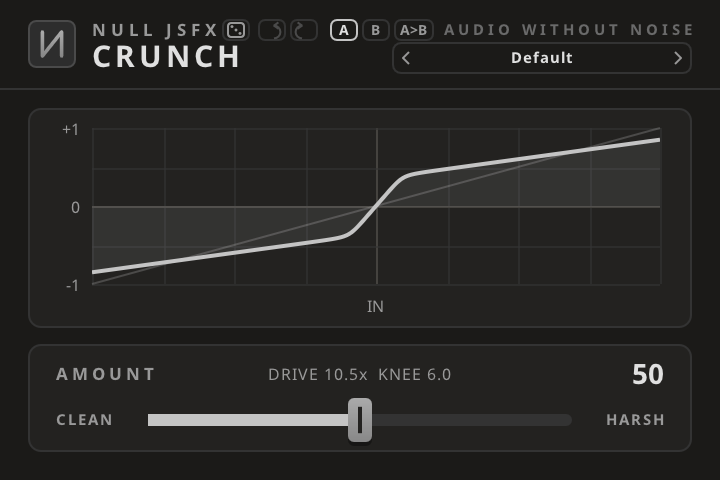 NULL JSFX A B A>B AUDIO WITHOUT NOISE
CRUNCH
Default
+1
0
-1
IN
AMOUNT DRIVE 10.5x KNEE 6.0 50
CLEAN HARSH